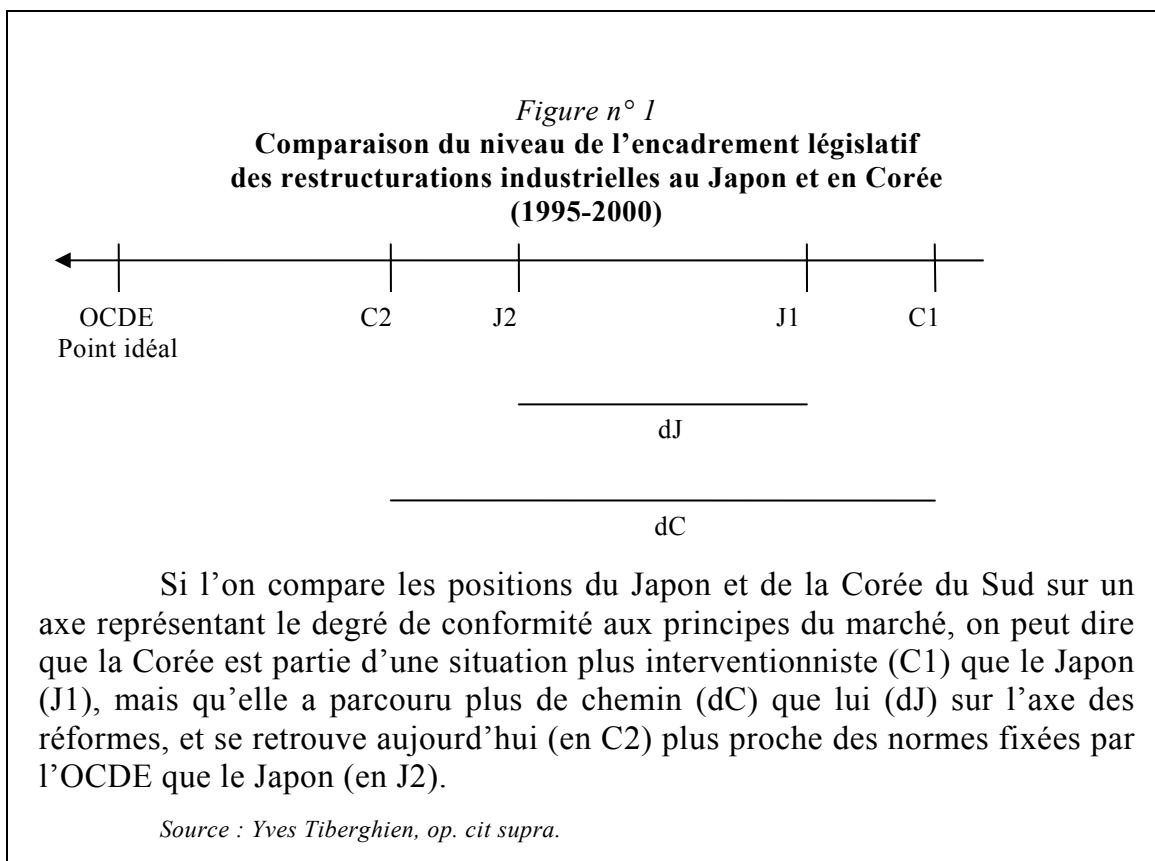 Figure n° 1
Comparaison du niveau de l’encadrement législatif
des restructurations industrielles au Japon et en Corée
(1995-2000)
OCDE C2 J2 J1 C1
Point idéal
dJ
dC
Si l’on compare les positions du Japon et de la Corée du Sud sur un
axe représentant le degré de conformité aux principes du marché, on peut dire
que la Corée est partie d’une situation plus interventionniste (C1) que le Japon
(J1), mais qu’elle a parcouru plus de chemin (dC) que lui (dJ) sur l’axe des
réformes, et se retrouve aujourd’hui (en C2) plus proche des normes fixées par
l’OCDE que le Japon (en J2).
Source : Yves Tiberghien, op. cit supra.